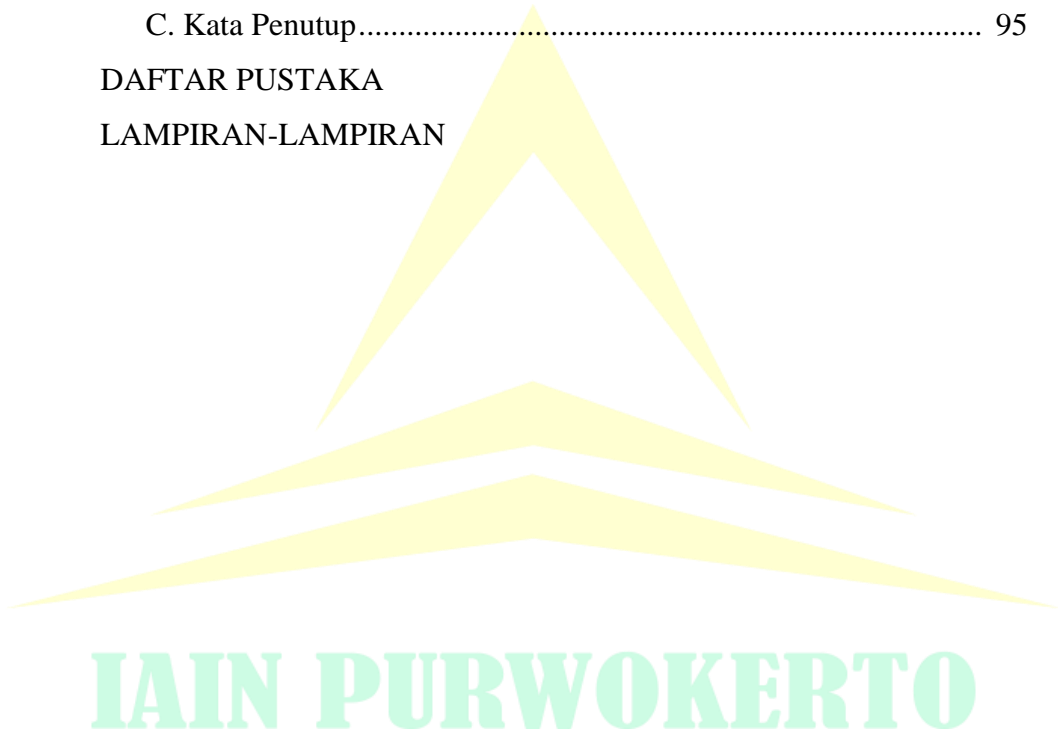 C. Kata Penutup.............................................................................. 95
DAFTAR PUSTAKA
LAMPIRAN-LAMPIRAN
IAIN PURWOKERTO